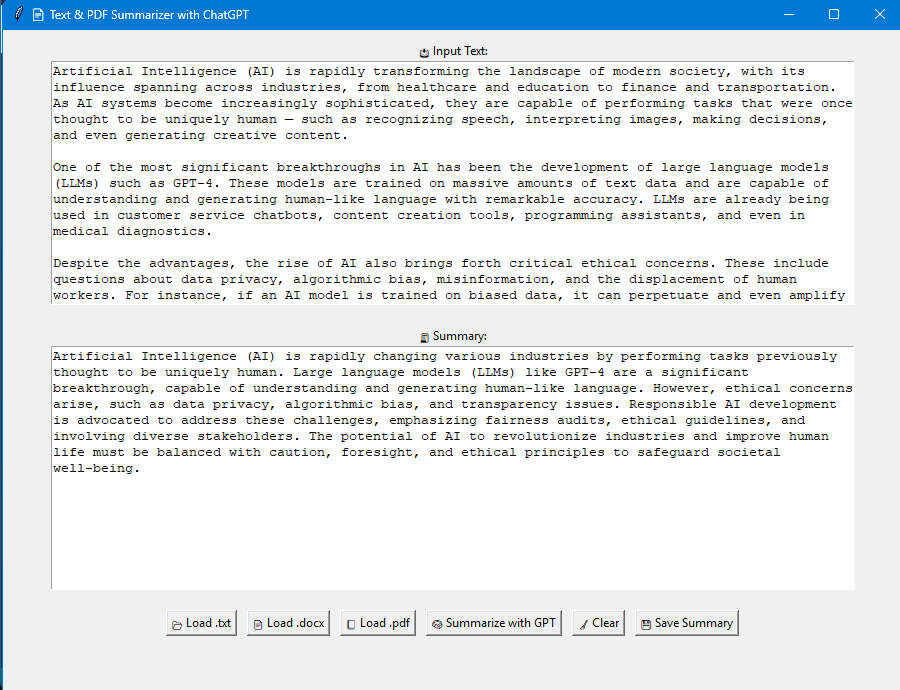 Text & PDF Summarizer with ChatGPT
Input Text:
Artificial Intelligence (AI) is rapidly transforming the landscape of modern society, with its
influence spanning across industries, from healthcare and education to finance and transportation.
As AI systems become increasingly sophisticated, they are capable of performing tasks that were once
thought to be uniquely human — such as recognizing speech, interpreting images, making decisions,
and even generating creative content.
One of the most significant breakthroughs in AI has been the development of large language models
(LLMs) such as GPT-4. These models are trained on massive amounts of text data and are capable of
understanding and generating human-like language with remarkable accuracy. LLMs are already being
used in customer service chatbots, content creation tools, programming assistants, and even in
medical diagnostics.
Despite the advantages, the rise of AI also brings forth critical ethical concerns. These include
questions about data privacy, algorithmic bias, misinformation, and the displacement of human
workers. For instance, if an AI model is trained on biased data, it can perpetuate and even amplify
Summary:
Artificial Intelligence (AI) is rapidly changing various industries by performing tasks previously
thought to be uniquely human. Large language models (LLMs) like GPT-4 are a significant
breakthrough, capable of understanding and generating human-like language. However, ethical concerns
arise, such as data privacy, algorithmic bias, and transparency issues. Responsible AI development
is advocated to address these challenges, emphasizing fairness audits, ethical guidelines, and
involving diverse stakeholders. The potential of AI to revolutionize industries and improve human
life must be balanced with caution, foresight, and ethical principles to safeguard societal
well-being.
Load .txt Load .docx Load .pdf Summarize with GPT Clear Save Summary